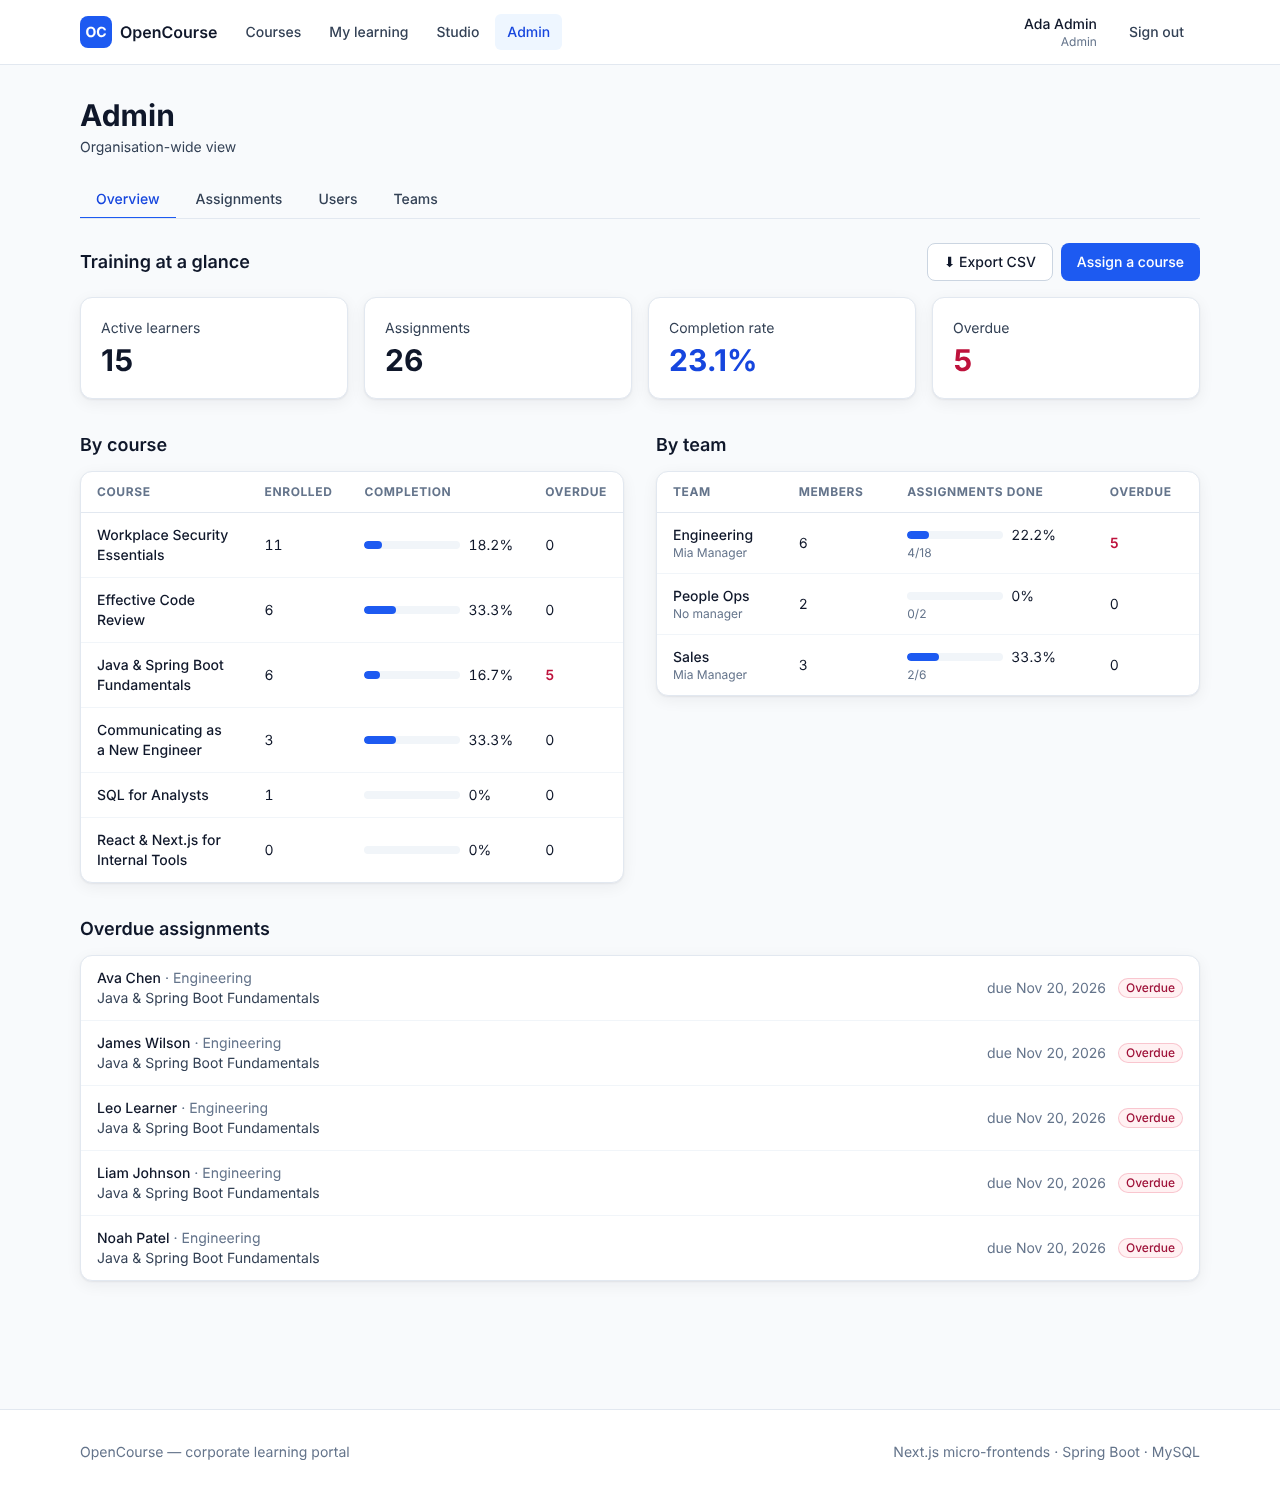 OC OpenCourse Courses My learning Studio Admin Ada Admin Sign out
Admin
Admin
Organisation-wide view
Overview Assignments Users Teams
Training at a glance ⬇ Export CSV Assign a course
Active learners Assignments Completion rate Overdue
15 26 23.1% 5
By course
COURSE ENROLLED COMPLETION OVERDUE
Workplace Security
Essentials 11 18.2% 0
Effective Code
Review 6 33.3% 0
Java & Spring Boot
Fundamentals 6 16.7% 5
Communicating as
a New Engineer 3 33.3% 0
SQL for Analysts 1 0% 0
React & Next.js for
Internal Tools 0 0% 0
By team
TEAM MEMBERS ASSIGNMENTS DONE OVERDUE
Engineering 6 22.2% 5
Mia Manager 4/18
People Ops 2 0% 0
No manager 0/2
Sales 3 33.3% 0
Mia Manager 2/6
Overdue assignments
Ava Chen · Engineering
Java & Spring Boot Fundamentals due Nov 20, 2026 Overdue
James Wilson · Engineering
Java & Spring Boot Fundamentals due Nov 20, 2026 Overdue
Leo Learner · Engineering
Java & Spring Boot Fundamentals due Nov 20, 2026 Overdue
Liam Johnson · Engineering
Java & Spring Boot Fundamentals due Nov 20, 2026 Overdue
Noah Patel · Engineering
Java & Spring Boot Fundamentals due Nov 20, 2026 Overdue
OpenCourse — corporate learning portal Next.js micro-frontends · Spring Boot · MySQL